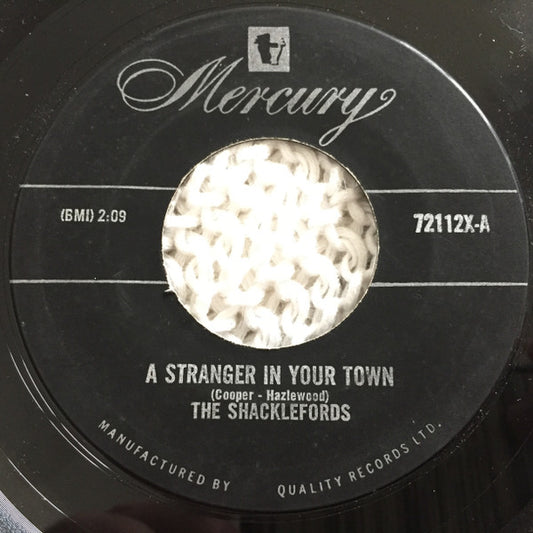 Mercury
(BMI) 2:09
72112X-A
A STRANGER IN YOUR TOWN
(Cooper - Hazlewood)
THE SHACKLEFORDS
MANUFACTURED BY QUALITY RECORDS LTD.